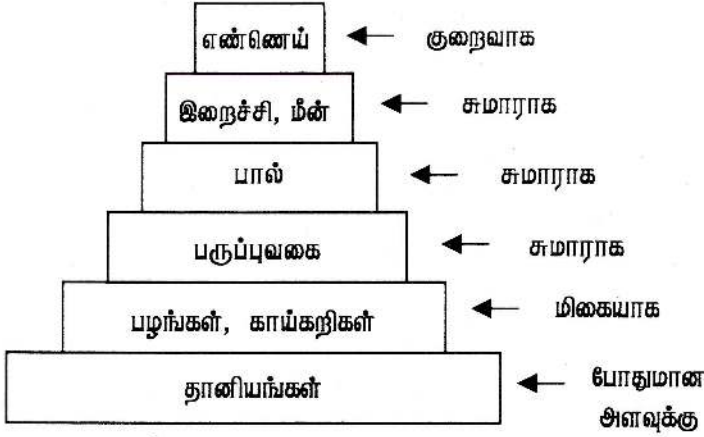 எண்ணெய் குறைவாக
இறைச்சி, மீன் சுமாராக
பால் சுமாராக
பருப்புவகை சுமாராக
பழங்கள், காய்கறிகள் மிகையாக
தானியங்கள் போதுமான
அளவுக்கு